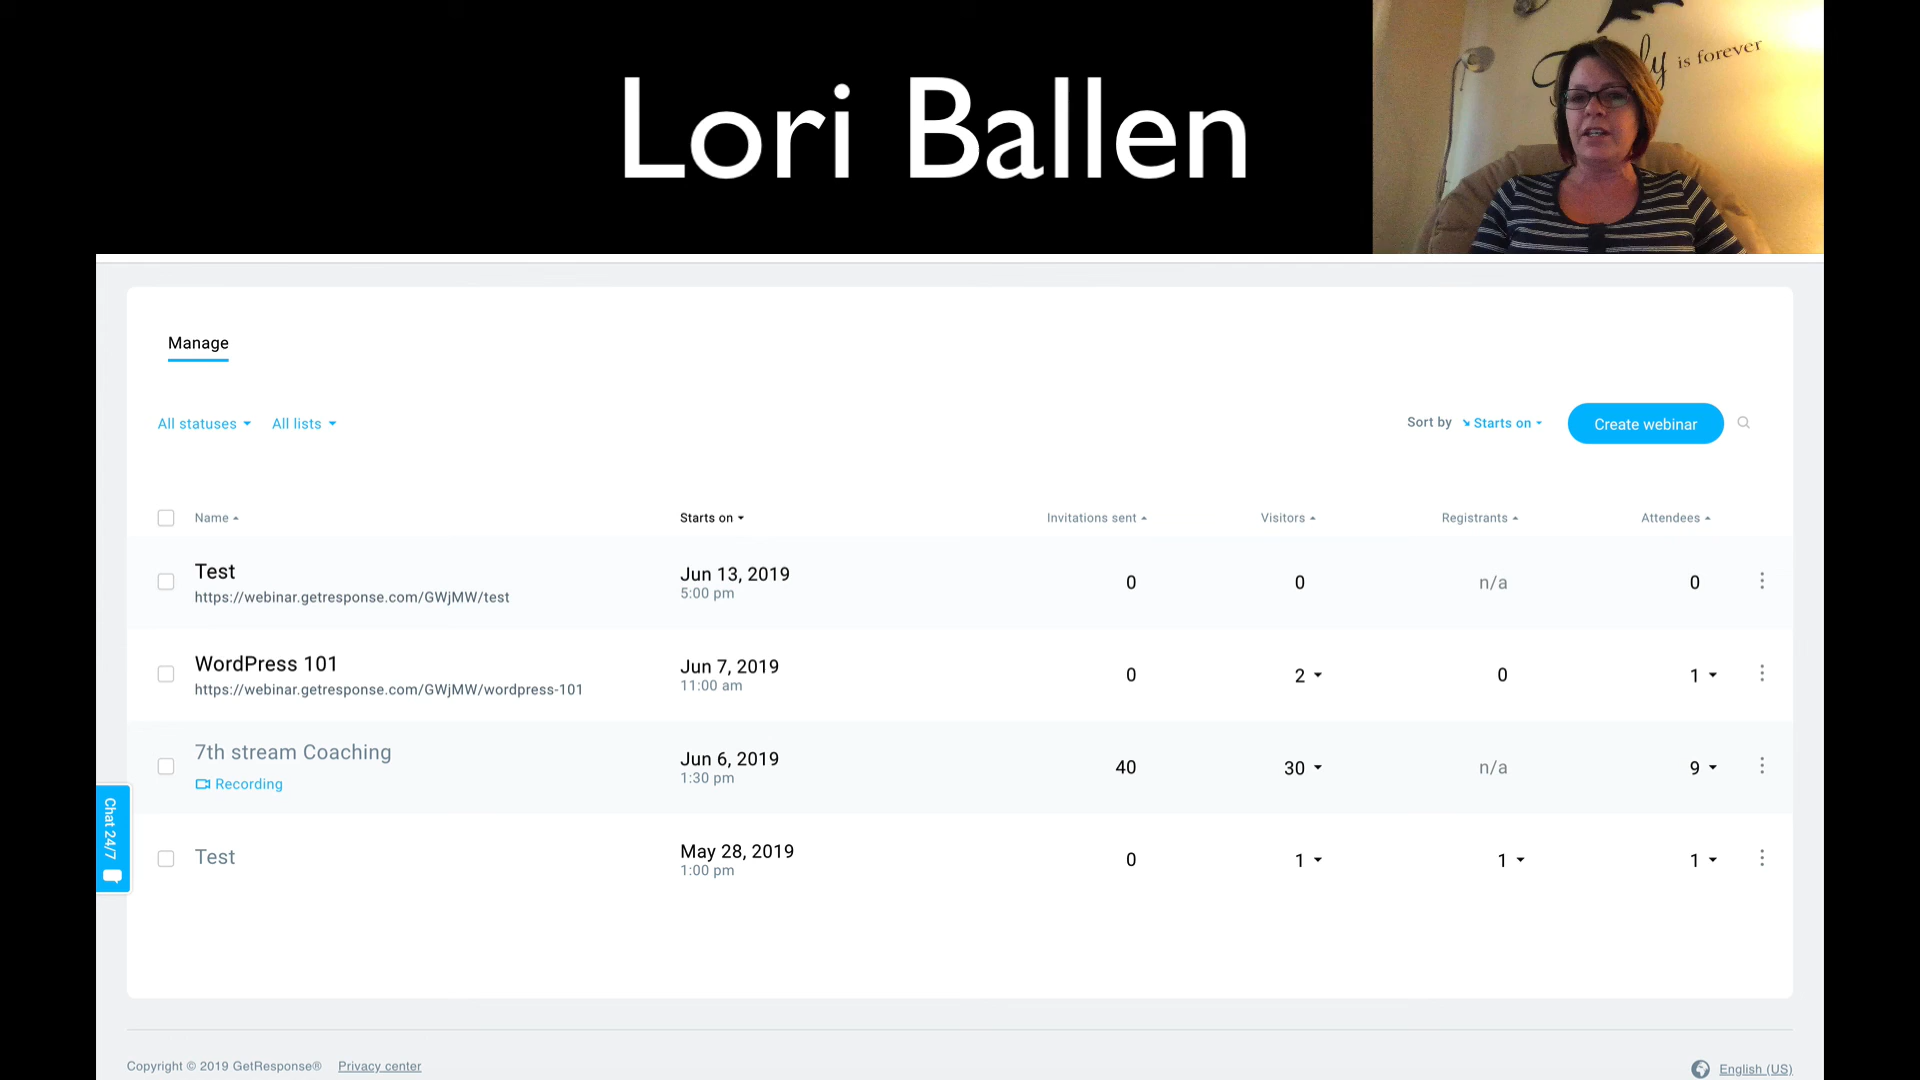 Lori Ballen
is forever
Manage
All statuses All lists Sort by Starts on Create webinar
Name Starts on Invitations sent Visitors Registrants Attendees
Test Jun 13, 2019 0 0 n/a 0
https://webinar.getresponse.com/GWjMW/test 5:00 pm
WordPress 101 Jun 7, 2019 0 2 0 1
https://webinar.getresponse.com/GWjMW/wordpress-101 11:00 am
7th stream Coaching Jun 6, 2019 40 30 n/a 9
Recording 1:30 pm
Chat 24/7
Test May 28, 2019 0 1 1 1
1:00 pm
Copyright © 2019 GetResponse® Privacy center English (US)